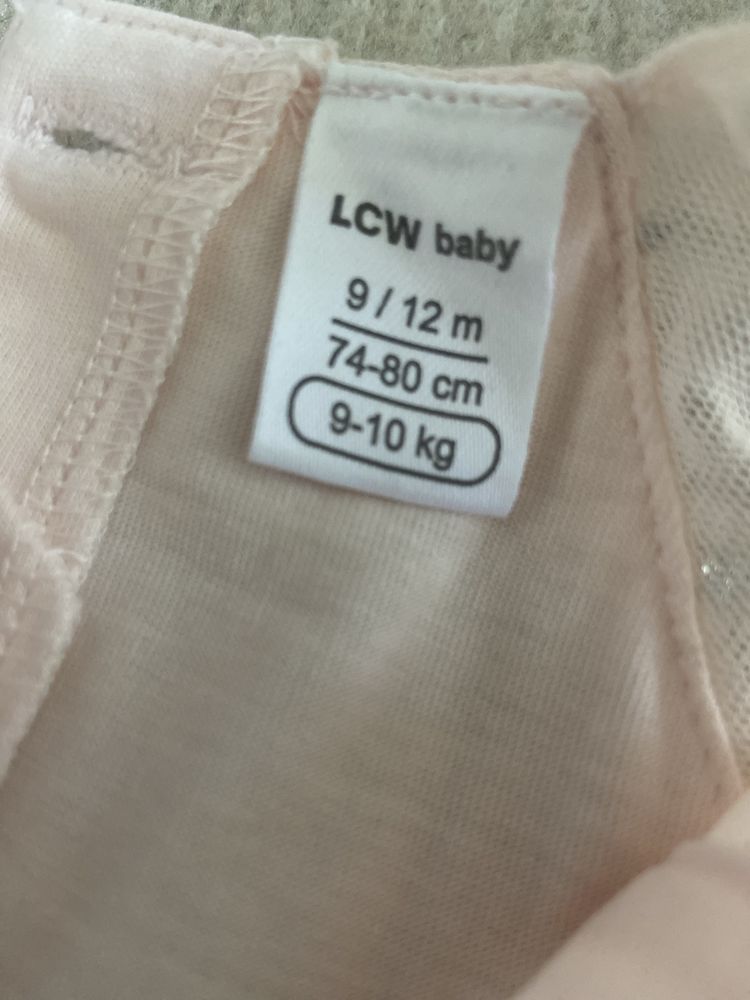 LCW baby
9 / 12 m
74-80 cm
9-10 kg